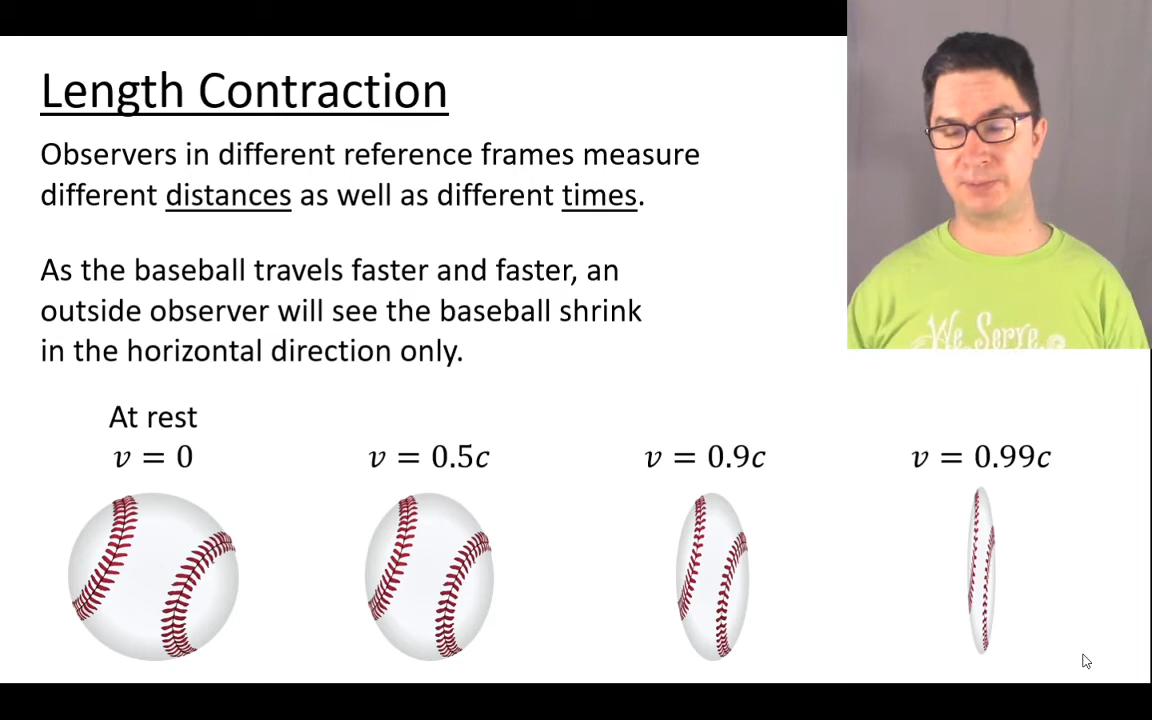 Length Contraction
Observers in different reference frames measure
different distances as well as different times.
As the baseball travels faster and faster, an
outside observer will see the baseball shrink
in the horizontal direction only.
At rest
𝑣 = 0
𝑣 = 0.5𝑐
𝑣 = 0.9𝑐
𝑣 = 0.99𝑐
We Serve